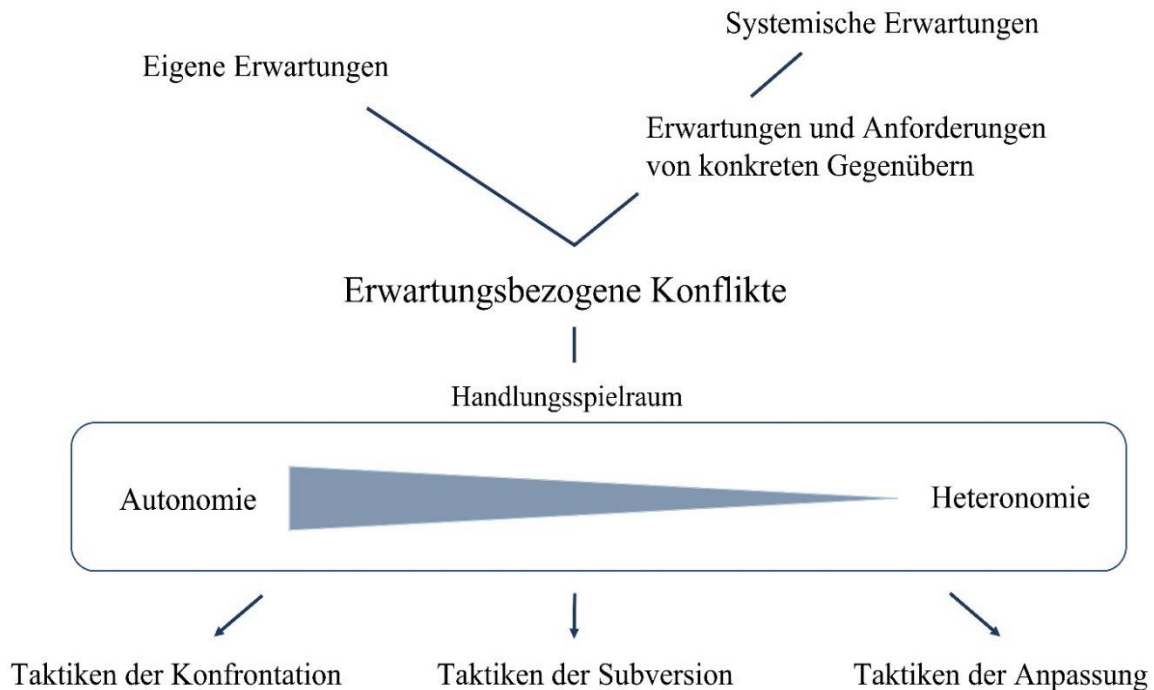 Systemische Erwartungen
Eigene Erwartungen
Erwartungen und Anforderungen
von konkreten Gegenübern
Erwartungsbezogene Konflikte
Handlungsspielraum
Autonomie
Heteronomie
Taktiken der Konfrontation
Taktiken der Subversion
Taktiken der Anpassung